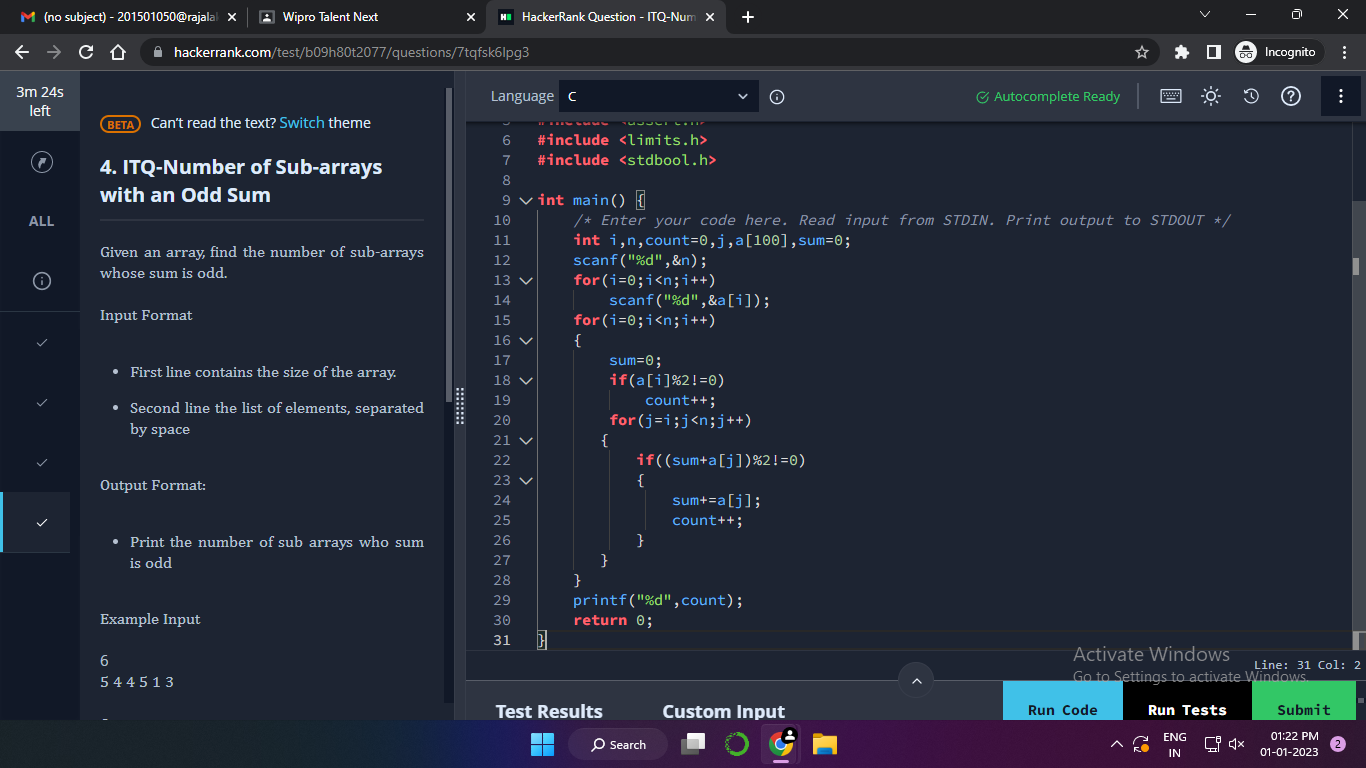 (no subject) - 201501050@rajala
Wipro Talent Next
HackerRank Question - ITQ-Num
hackerrank.com/test/b09h80t2077/questions/7tqfsk6lpg3
Incognito
3m 24s
left
ALL
BETA Can't read the text? Switch theme
4. ITQ-Number of Sub-arrays
with an Odd Sum
Given an array, find the number of sub-arrays
whose sum is odd.
Input Format
• First line contains the size of the array.
• Second line the list of elements, separated
by space
Output Format:
• Print the number of sub arrays who sum
is odd
Example Input
6
5 4 4 5 1 3
Language C
Autocomplete Ready
5 #include <assert.h>
6 #include <limits.h>
7 #include <stdbool.h>
8
9 int main() {
10 /* Enter your code here. Read input from STDIN. Print output to STDOUT */
11 int i,n,count=0,j,a[100],sum=0;
12 scanf("%d",&n);
13 for(i=0;i<n;i++)
14 scanf("%d",&a[i]);
15 for(i=0;i<n;i++)
16 {
17 sum=0;
18 if(a[i]%2!=0)
19 count++;
20 for(j=i;j<n;j++)
21 {
22 if((sum+a[j])%2!=0)
23 {
24 sum+=a[j];
25 count++;
26 }
27 }
28 }
29 printf("%d",count);
30 return 0;
31 }
Activate Windows
Go to Settings to activate Windows.
Line: 31 Col: 2
Test Results
Custom Input
Run Code
Run Tests
Submit
Search
ENG
IN
01:22 PM
01-01-2023
2